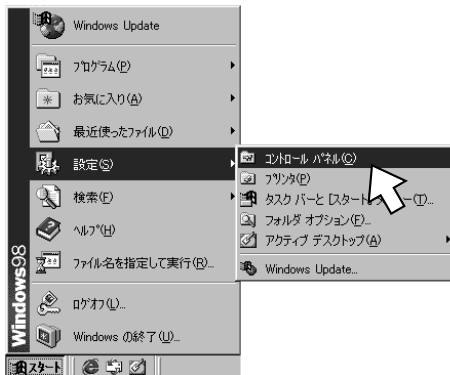 Windows Update
ﾌﾟﾛｸﾞﾗﾑ(P)
お気に入り(A)
最近使ったﾌｧｲﾙ(D)
設定(S)
検索(F)
ﾍﾙﾌﾟ(H)
ファイル名を指定して実行(R)...
ﾛｸﾞｵﾌ(L)...
Windows の終了(U)...
Windows98
スタート
ｺﾝﾄﾛｰﾙ ﾊﾟﾈﾙ(C)
ﾌﾟﾘﾝﾀ(P)
タスク バーと [スタート] ー(T)...
フォルダ オプション(F)...
アクティブ デスクトップ(A)
Windows Update...